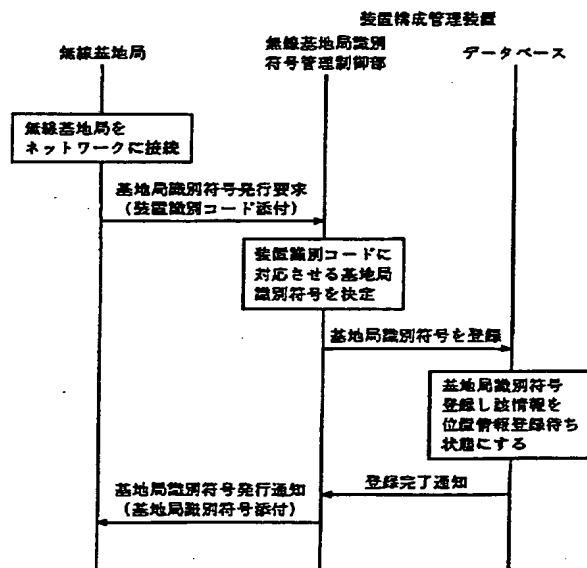 装置構成管理装置
無線基地局
無線基地局識別
符号管理制御部
データベース
無線基地局を
ネットワークに接続
基地局識別符号発行要求
(装置識別コード添付)
装置識別コードに
対応させる基地局
識別符号を決定
基地局識別符号を登録
基地局識別符号
登録し該情報を
位置情報登録待ち
状態にする
登録完了通知
基地局識別符号発行通知
(基地局識別符号添付)